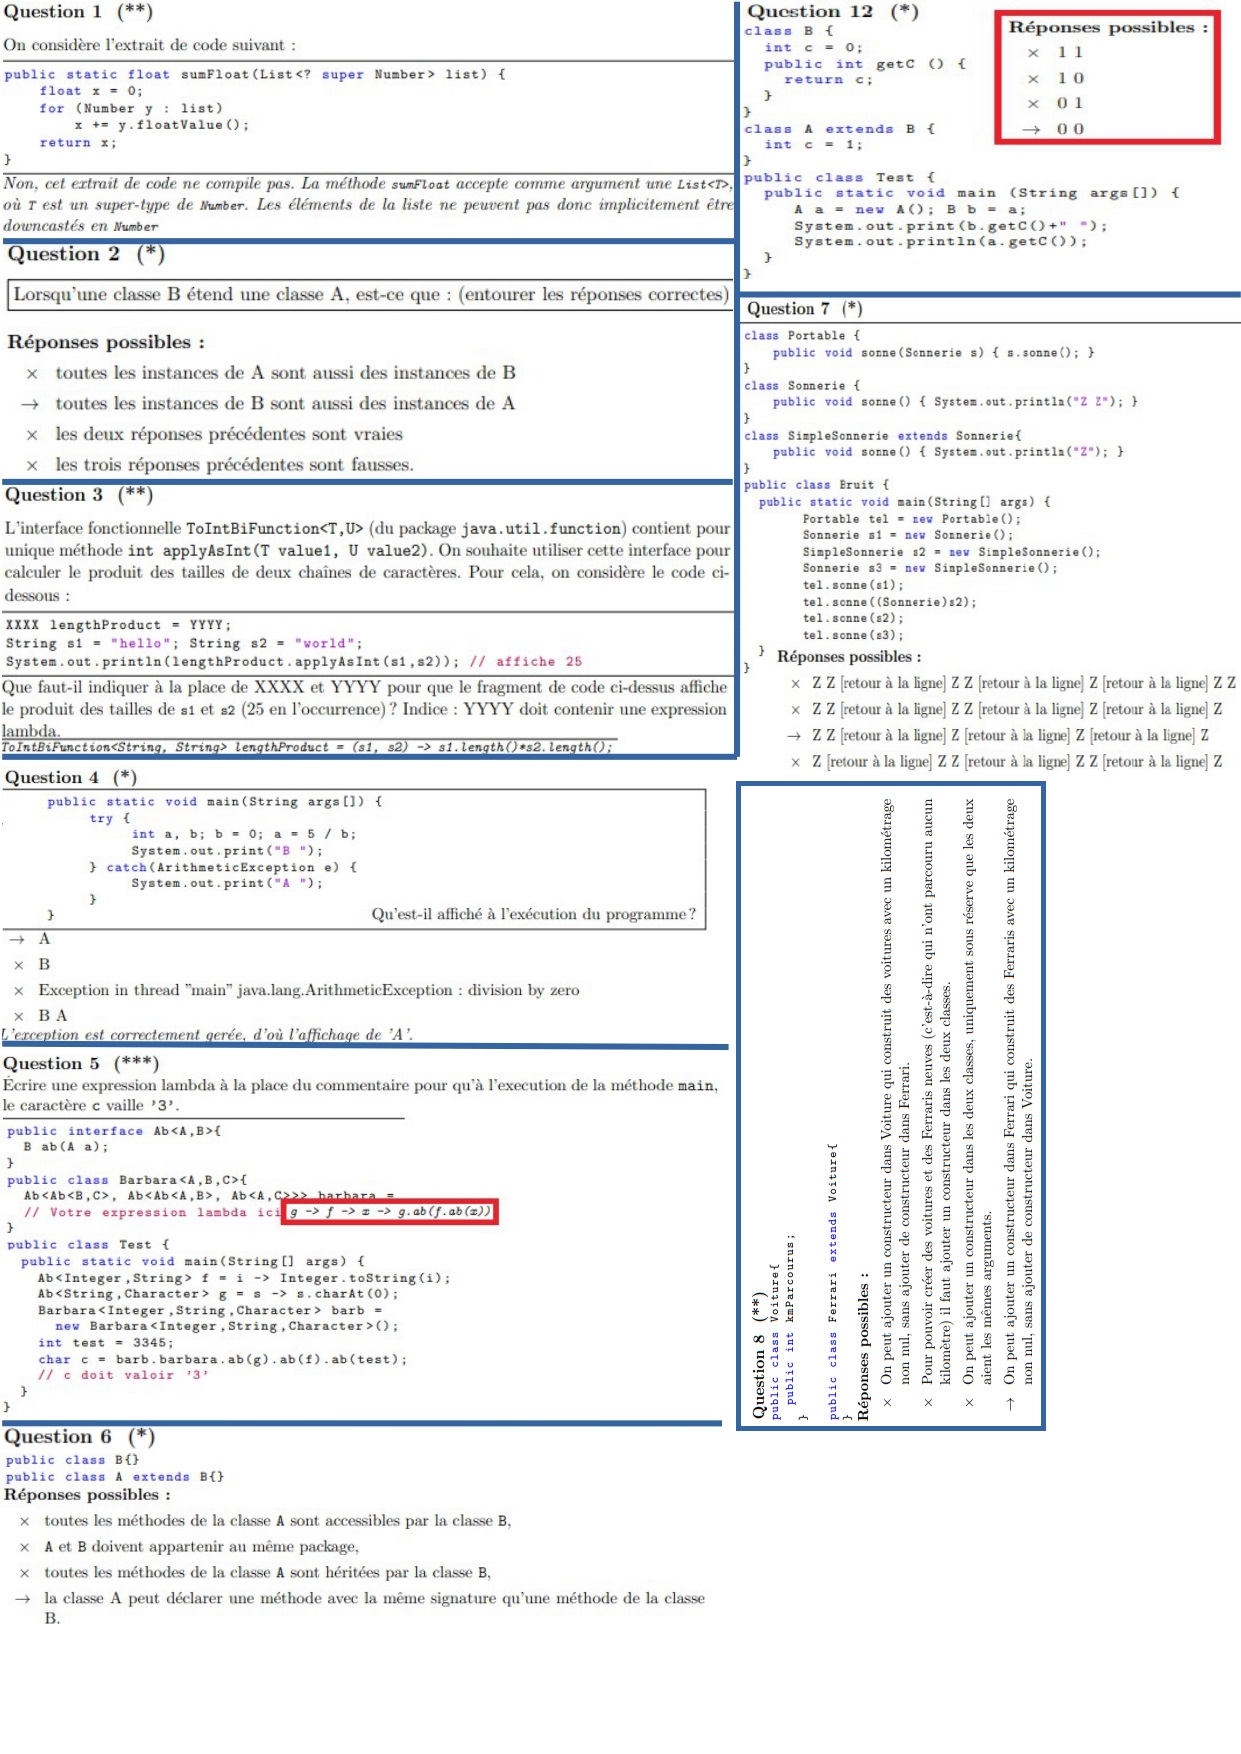 Question 1 (**)
On considère l'extrait de code suivant :
public static float sumFloat(List<? super Number> list) {
float x = 0;
for (Number y : list)
x += y.floatValue();
return x;
}
Non, cet extrait de code ne compile pas. La méthode sumFloat accepte comme argument une List<T>,
où T est un super-type de Number. Les éléments de la liste ne peuvent pas donc implicitement être
downcastés en Number
Question 2 (*)
Lorsqu'une classe B étend une classe A, est-ce que : (entourer les réponses correctes)
Réponses possibles :
× toutes les instances de A sont aussi des instances de B
→ toutes les instances de B sont aussi des instances de A
× les deux réponses précédentes sont vraies
× les trois réponses précédentes sont fausses.
Question 3 (**)
L'interface fonctionnelle ToIntBiFunction<T,U> (du package java.util.function) contient pour
unique méthode int applyAsInt(T value1, U value2). On souhaite utiliser cette interface pour
calculer le produit des tailles de deux chaînes de caractères. Pour cela, on considère le code ci-
dessous :
XXXX lengthProduct = YYYY;
String s1 = "hello"; String s2 = "world";
System.out.println(lengthProduct.applyAsInt(s1,s2)); // affiche 25
Que faut-il indiquer à la place de XXXX et YYYY pour que le fragment de code ci-dessus affiche
le produit des tailles de s1 et s2 (25 en l'occurrence) ? Indice : YYYY doit contenir une expression
lambda.
ToIntBiFunction<String, String> lengthProduct = (s1, s2) -> s1.length()*s2.length();
Question 4 (*)
public static void main(String args[]) {
try {
int a, b; b = 0; a = 5 / b;
System.out.print("B ");
} catch(ArithmeticException e) {
System.out.print("A ");
}
} Qu'est-il affiché à l'exécution du programme ?
→ A
× B
× Exception in thread "main" java.lang.ArithmeticException : division by zero
× B A
L'exception est correctement gerée, d'où l'affichage de 'A'.
Question 5 (***)
Écrire une expression lambda à la place du commentaire pour qu'à l'execution de la méthode main,
le caractère c vaille '3'.
public interface Ab<A,B>{
B ab(A a);
}
public class Barbara<A,B,C>{
Ab<Ab<B,C>, Ab<Ab<A,B>, Ab<A,C>>> barbara =
// Votre expression lambda ici g -> f -> x -> g.ab(f.ab(x))
}
public class Test {
public static void main(String[] args) {
Ab<Integer,String> f = i -> Integer.toString(i);
Ab<String,Character> g = s -> s.charAt(0);
Barbara<Integer,String,Character> barb =
new Barbara<Integer,String,Character>();
int test = 3345;
char c = barb.barbara.ab(g).ab(f).ab(test);
// c doit valoir '3'
}
}
Question 6 (*)
public class B{}
public class A extends B{}
Réponses possibles :
× toutes les méthodes de la classe A sont accessibles par la classe B,
× A et B doivent appartenir au même package,
× toutes les méthodes de la classe A sont héritées par la classe B,
→ la classe A peut déclarer une méthode avec la même signature qu'une méthode de la classe
B.
Question 12 (*)
class B {
int c = 0;
public int getC () {
return c;
}
}
class A extends B {
int c = 1;
}
public class Test {
public static void main (String args[]) {
A a = new A(); B b = a;
System.out.print(b.getC()+" ");
System.out.println(a.getC());
}
}
Réponses possibles :
× 1 1
× 1 0
× 0 1
→ 0 0
Question 7 (*)
class Portable {
public void sonne(Sonnerie s) { s.sonne(); }
}
class Sonnerie {
public void sonne() { System.out.println("Z Z"); }
}
class SimpleSonnerie extends Sonnerie{
public void sonne() { System.out.println("Z"); }
}
public class Bruit {
public static void main(String[] args) {
Portable tel = new Portable();
Sonnerie s1 = new Sonnerie();
SimpleSonnerie s2 = new SimpleSonnerie();
Sonnerie s3 = new SimpleSonnerie();
tel.sonne(s1);
tel.sonne((Sonnerie)s2);
tel.sonne(s2);
tel.sonne(s3);
}
}
Réponses possibles :
× Z Z [retour à la ligne] Z Z [retour à la ligne] Z [retour à la ligne] Z Z
× Z Z [retour à la ligne] Z Z [retour à la ligne] Z Z [retour à la ligne] Z
→ Z Z [retour à la ligne] Z [retour à la ligne] Z [retour à la ligne] Z
× Z [retour à la ligne] Z Z [retour à la ligne] Z Z [retour à la ligne] Z
Question 8 (**)
public class Voiture{
public int kmParcourus;
}
public class Ferrari extends Voiture{
}
Réponses possibles :
× On peut ajouter un constructeur dans Voiture qui construit des voitures avec un kilométrage
non nul, sans ajouter de constructeur dans Ferrari.
× Pour pouvoir créer des voitures et des Ferraris neuves (c'est-à-dire qui n'ont parcouru aucun
kilomètre) il faut ajouter un constructeur dans les deux classes.
× On peut ajouter un constructeur dans les deux classes, uniquement sous réserve que les deux
aient les mêmes arguments.
→ On peut ajouter un constructeur dans Ferrari qui construit des Ferraris avec un kilométrage
non nul, sans ajouter de constructeur dans Voiture.